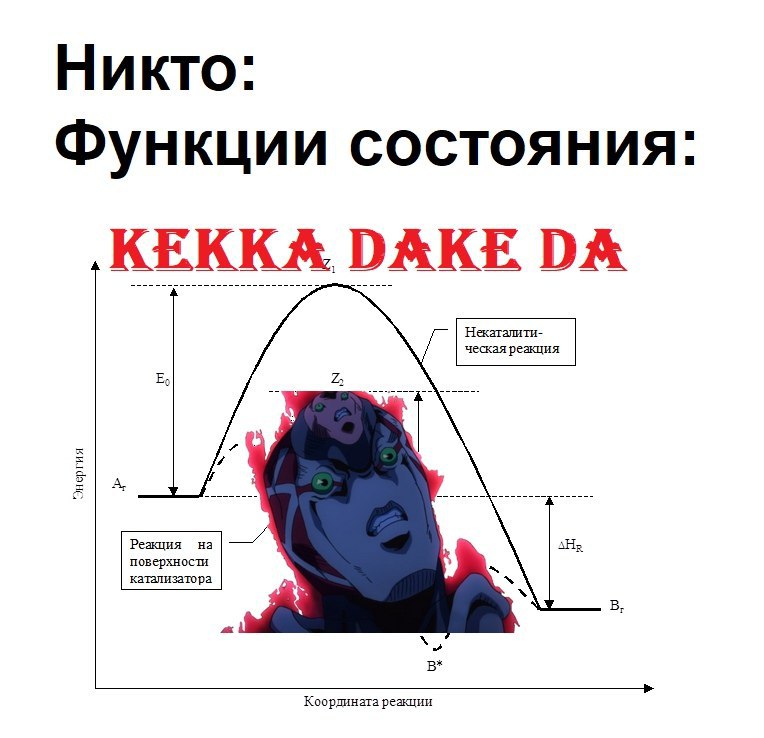 Никто:
Функции состояния:
KEKKA DAKE DA
Z₁
Некаталити-
ческая реакция
E₀
Z₂
Энергия
Aᵣ
Реакция на
поверхности
катализатора
ΔHR
Bᵣ
B*
Координата реакции